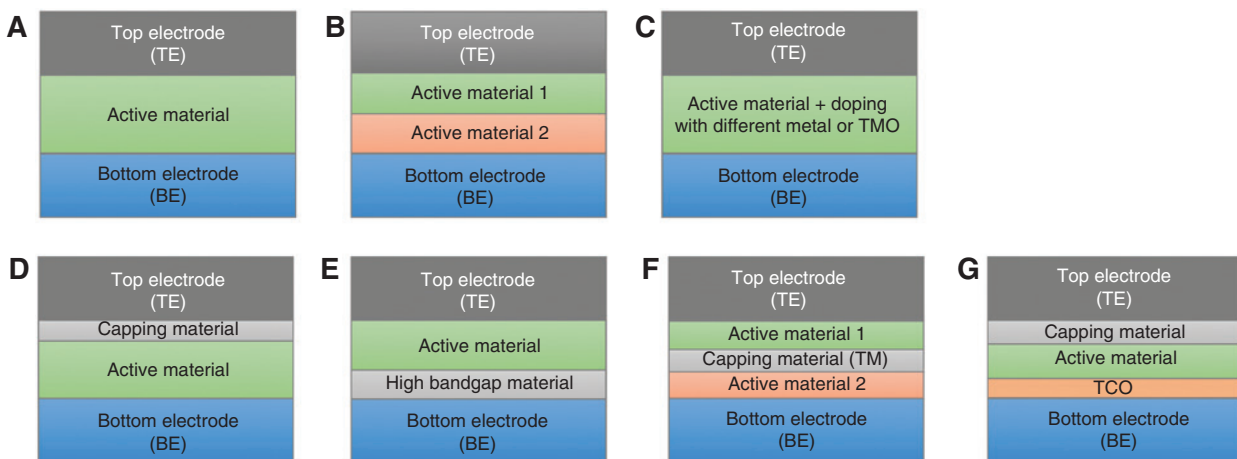 A
Top electrode
(TE)
Active material
Bottom electrode
(BE)
B
Top electrode
(TE)
Active material 1
Active material 2
Bottom electrode
(BE)
C
Top electrode
(TE)
Active material + doping
with different metal or TMO
Bottom electrode
(BE)
D
Top electrode
(TE)
Capping material
Active material
Bottom electrode
(BE)
E
Top electrode
(TE)
Active material
High bandgap material
Bottom electrode
(BE)
F
Top electrode
(TE)
Active material 1
Capping material (TM)
Active material 2
Bottom electrode
(BE)
G
Top electrode
(TE)
Capping material
Active material
TCO
Bottom electrode
(BE)